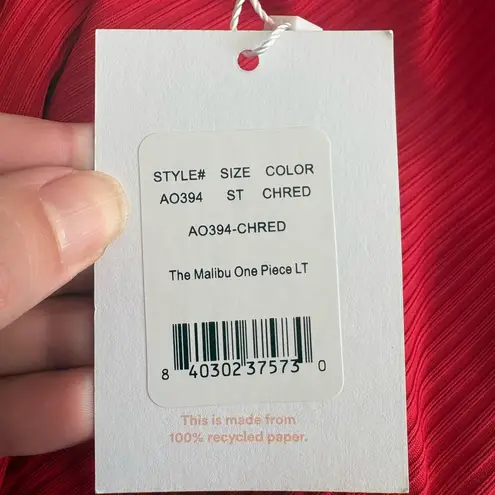 STYLE# SIZE COLOR
AO394 ST CHRED
AO394-CHRED
The Malibu One Piece LT
8 40302 37573 0
This is made from
100% recycled paper.